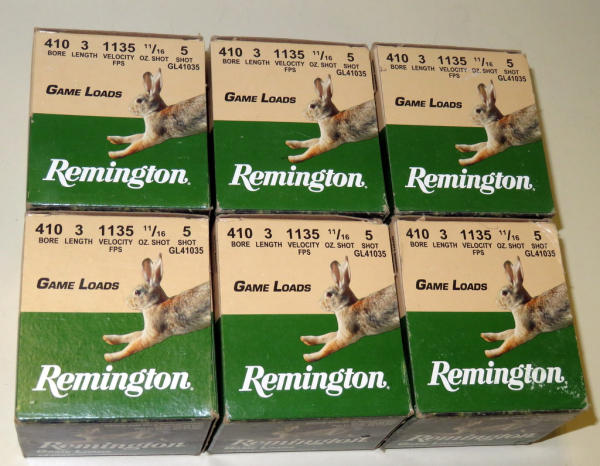 410 3 1135 11/16 5
BORE LENGTH VELOCITY OZ. SHOT SHOT
FPS GL41035
GAME LOADS
Remington.
410 3 1135 11/16 5
BORE LENGTH VELOCITY OZ. SHOT SHOT
FPS GL41035
GAME LOADS
Remington.
410 3 1135 11/16 5
BORE LENGTH VELOCITY OZ. SHOT SHOT
FPS GL41035
GAME LOADS
Remington.
410 3 1135 11/16 5
BORE LENGTH VELOCITY OZ. SHOT SHOT
FPS GL41035
GAME LOADS
Remington.
Remington
410 3 1135 11/16 5
BORE LENGTH VELOCITY OZ. SHOT SHOT
FPS GL41035
GAME LOADS
Remington.
Remington
410 3 1135 11/16 5
BORE LENGTH VELOCITY OZ. SHOT SHOT
FPS GL41035
GAME LOADS
Remington.
Remington